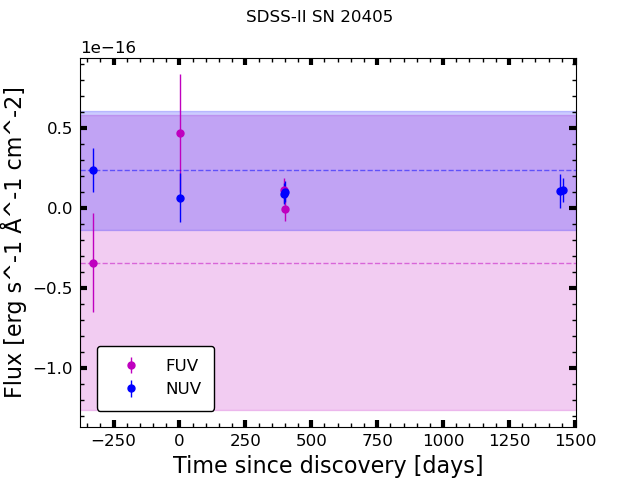 SDSS-II SN 20405
1e−16
Flux [erg s^-1 Å^-1 cm^-2]
0.5
0.0
−0.5
−1.0
FUV
NUV
−250 0 250 500 750 1000 1250 1500
Time since discovery [days]